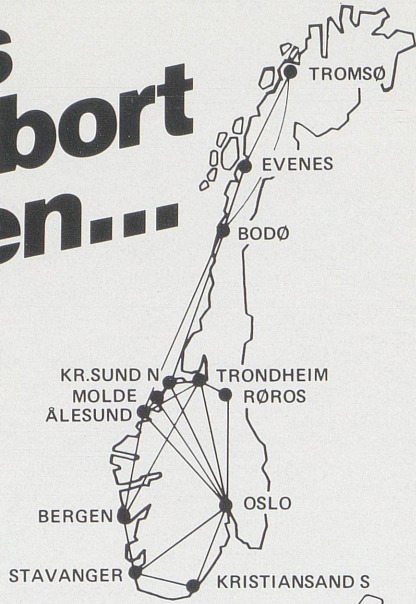 s
bort
en...
TROMSØ
EVENES
BODØ
KR.SUND N
TRONDHEIM
MOLDE
RØROS
ÅLESUND
OSLO
BERGEN
STAVANGER
KRISTIANSAND S